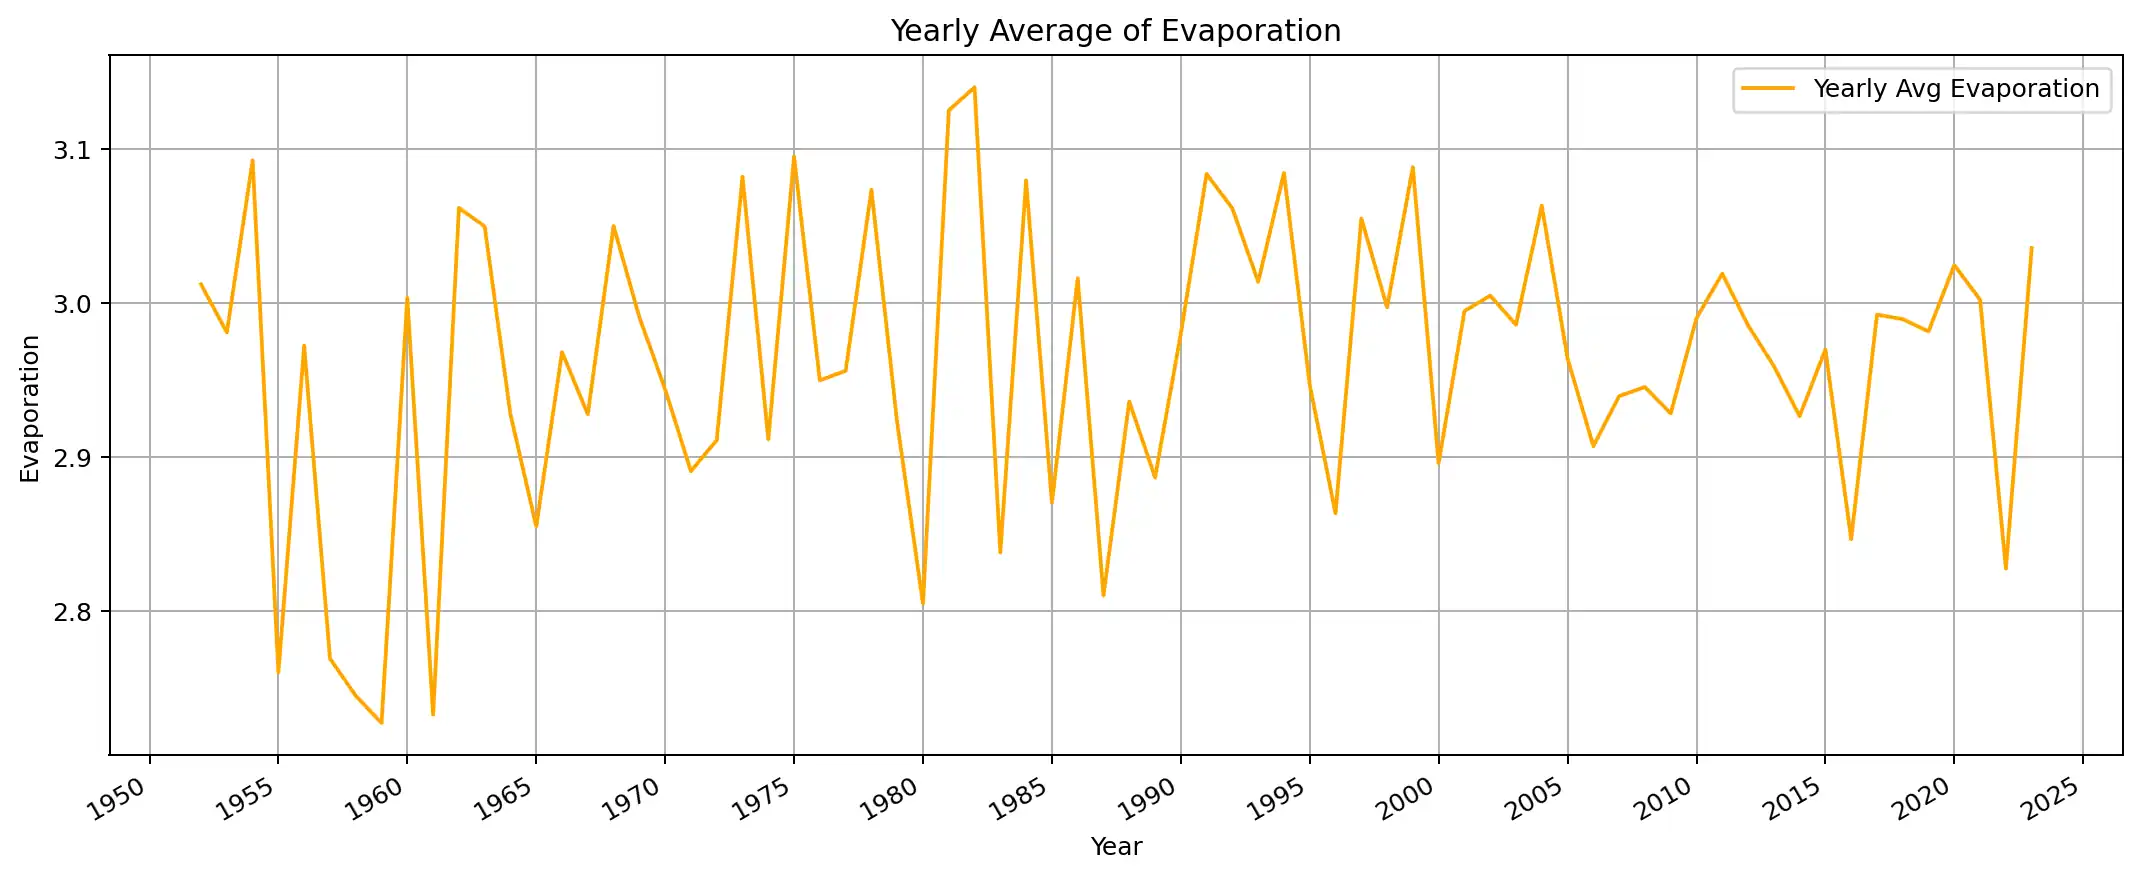 Yearly Average of Evaporation
Yearly Avg Evaporation
3.1
3.0
2.9
2.8
Evaporation
1950 1955 1960 1965 1970 1975 1980 1985 1990 1995 2000 2005 2010 2015 2020 2025
Year